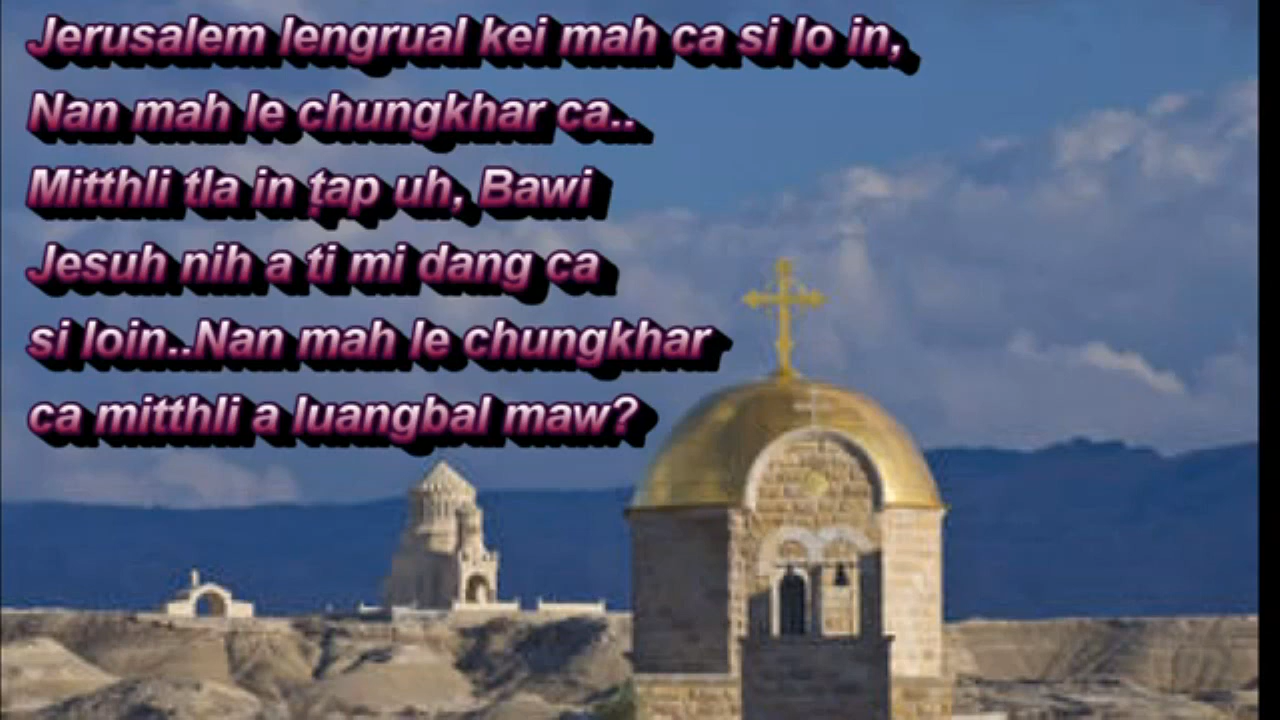 Jerusalem lengrual kei mah ca si lo in,
Nan mah le chungkhar ca..
Mitthli tla in ṭap uh, Bawi
Jesuh nih a ti mi dang ca
si loin..Nan mah le chungkhar
ca mitthli a luangbal maw?